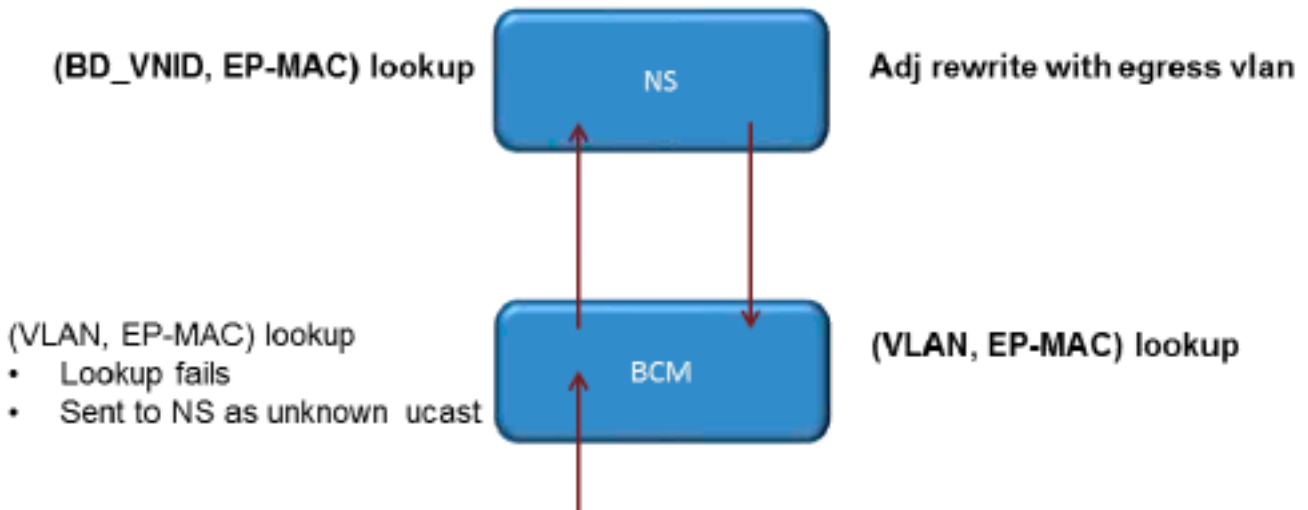 (BD_VNID, EP-MAC) lookup
NS
Adj rewrite with egress vlan
(VLAN, EP-MAC) lookup
• Lookup fails
• Sent to NS as unknown ucast
BCM
(VLAN, EP-MAC) lookup